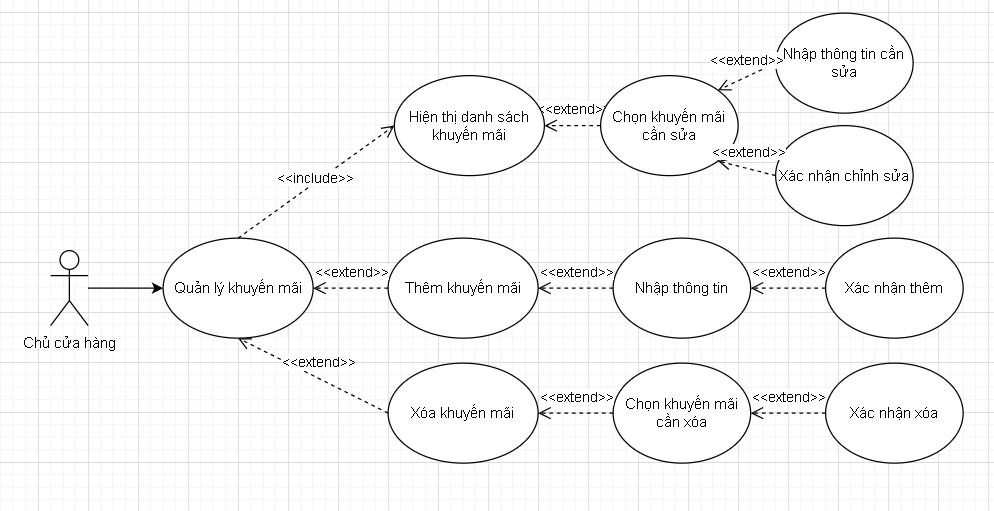 Nhập thông tin cần
sửa
<<extend>>
Hiện thị danh sách
khuyến mãi
<<extend>>
Chọn khuyến mãi
cần sửa
<<extend>>
Xác nhận chỉnh sửa
<<include>>
Chủ cửa hàng
Quản lý khuyến mãi
<<extend>>
Thêm khuyến mãi
<<extend>>
Nhập thông tin
<<extend>>
Xác nhận thêm
<<extend>>
Xóa khuyến mãi
<<extend>>
Chọn khuyến mãi
cần xóa
<<extend>>
Xác nhận xóa